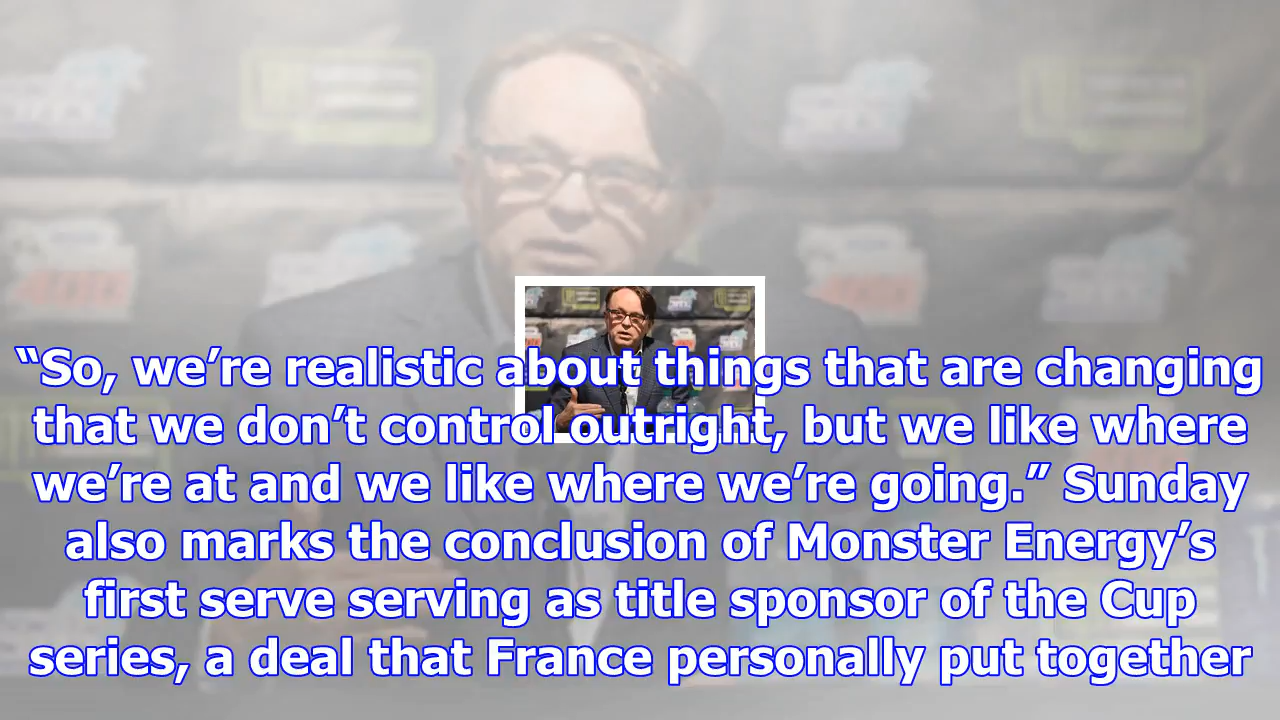 “So, we’re realistic about things that are changing
that we don’t control outright, but we like where
we’re at and we like where we’re going.” Sunday
also marks the conclusion of Monster Energy’s
first serve serving as title sponsor of the Cup
series, a deal that France personally put together